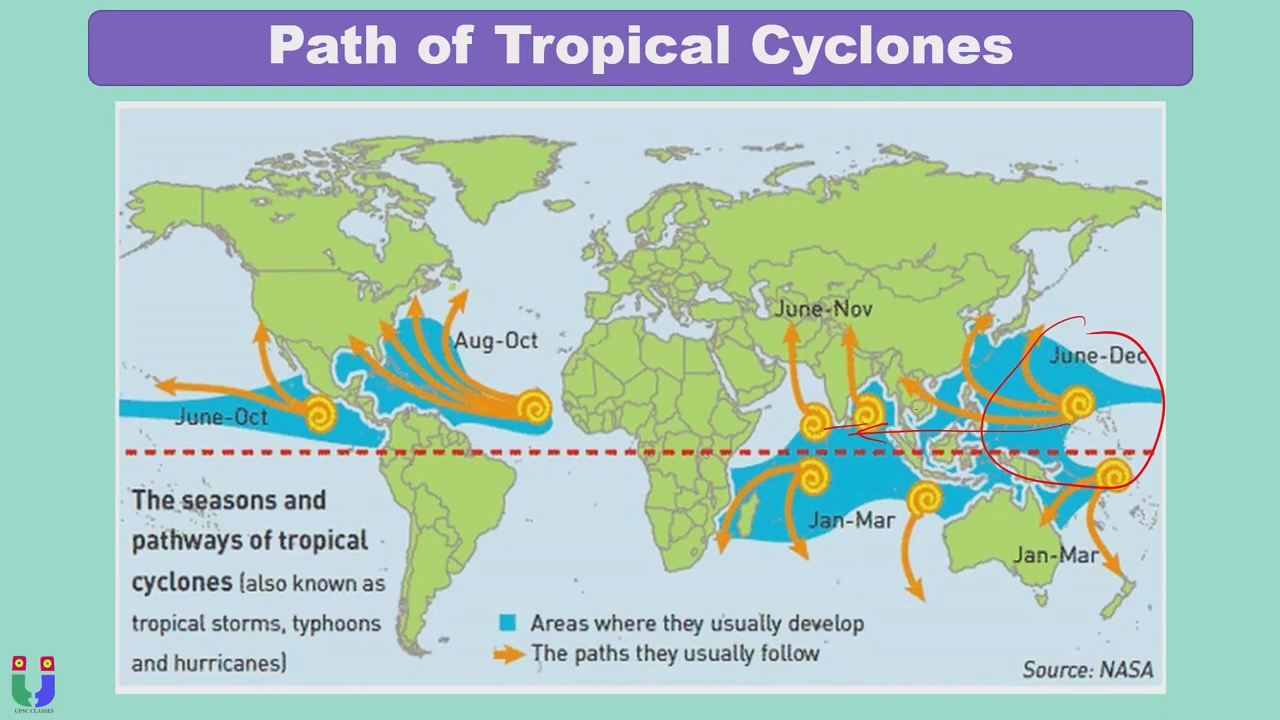 Path of Tropical Cyclones
June-Nov
Aug-Oct
June-Dec
June-Oct
The seasons and
pathways of tropical
cyclones (also known as
tropical storms, typhoons
and hurricanes)
Jan-Mar
Jan-Mar
Areas where they usually develop
The paths they usually follow
Source: NASA
UPSC CLASSES